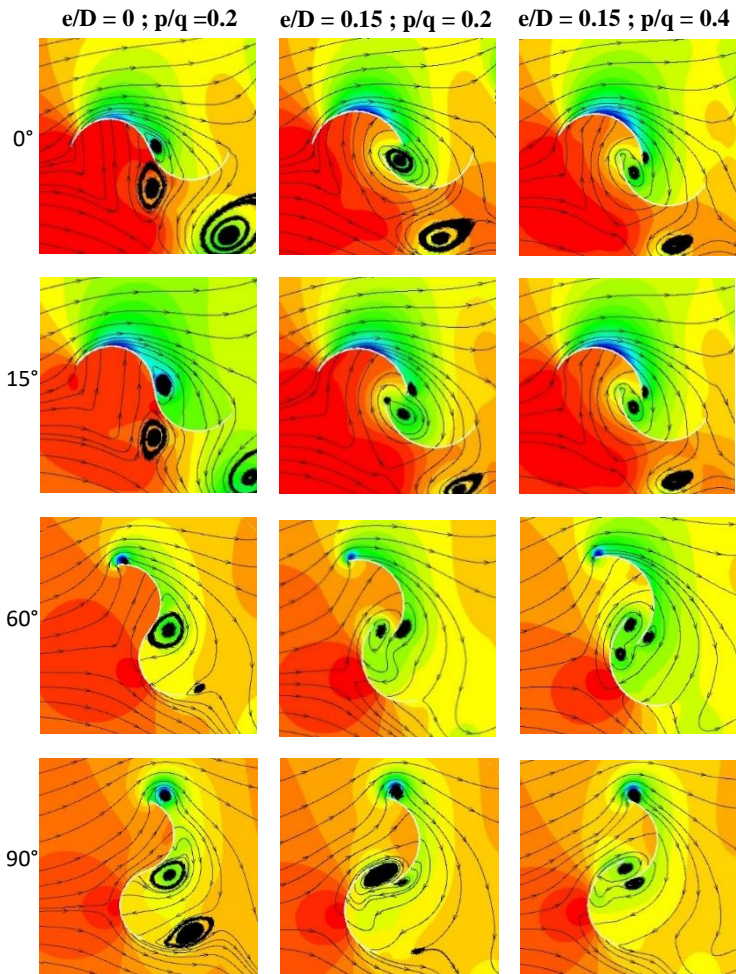 e/D = 0 ; p/q =0.2 e/D = 0.15 ; p/q = 0.2 e/D = 0.15 ; p/q = 0.4
0°
15°
60°
90°